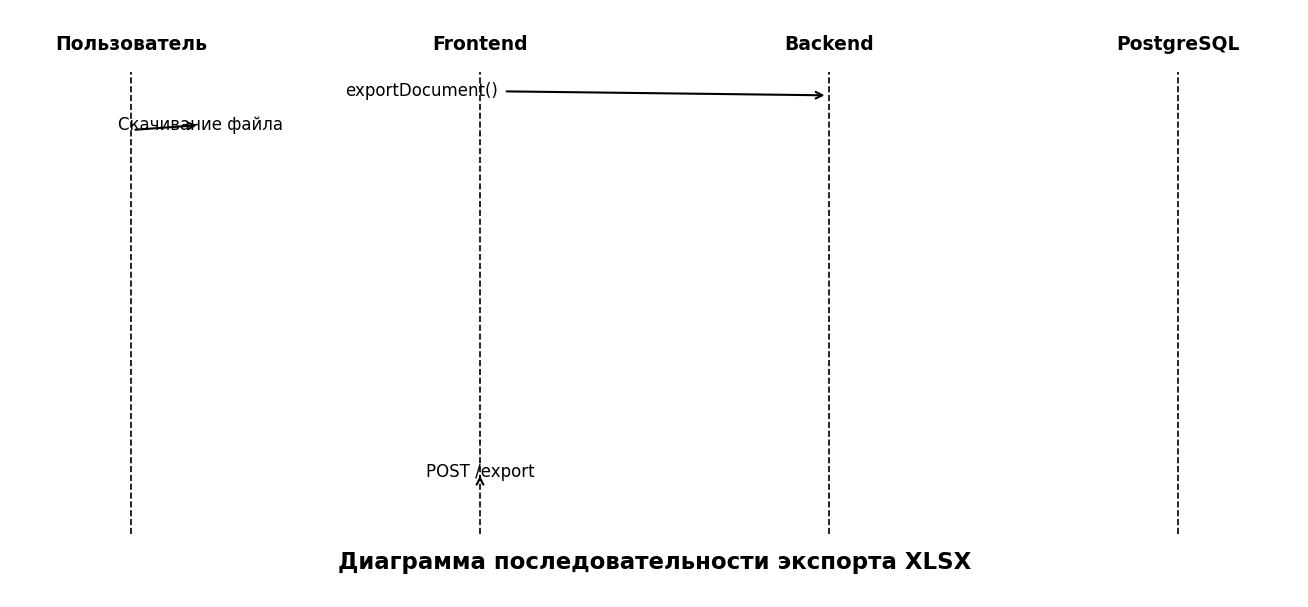 Пользователь
Frontend
Backend
PostgreSQL
exportDocument()
Скачивание файла
POST /export
Диаграмма последовательности экспорта XLSX